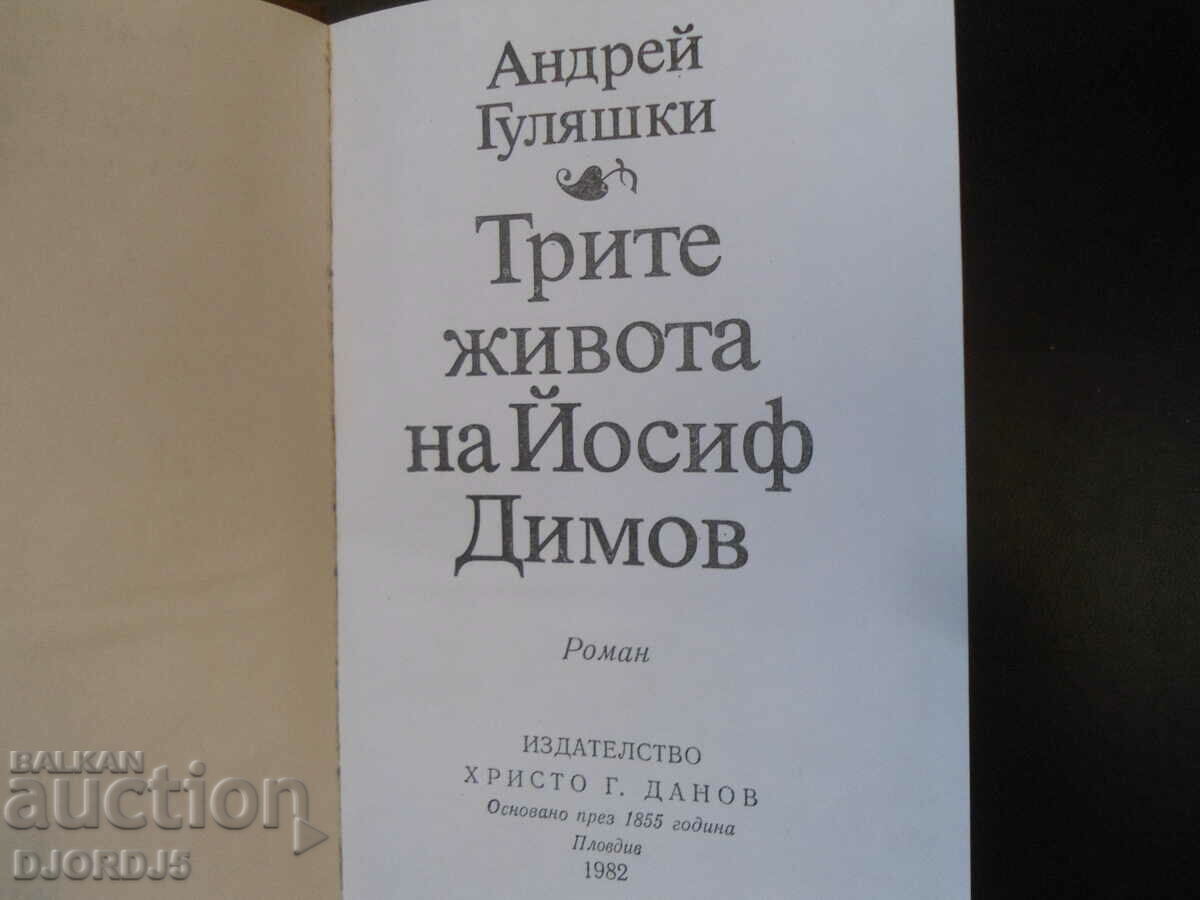 Андрей
Гуляшки
Трите
живота
на Йосиф
Димов
Роман
ИЗДАТЕЛСТВО
ХРИСТО Г. ДАНОВ
Основано през 1855 година
Пловдив
1982
BALKAN
auction
DJORDJ5